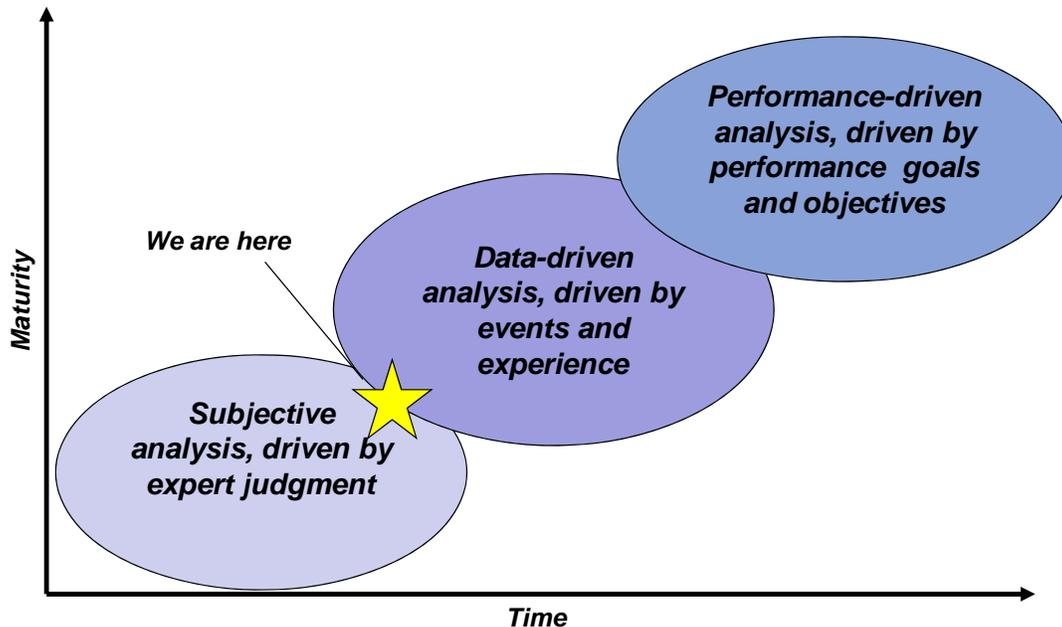 Performance-driven
analysis, driven by
performance goals
and objectives
We are here
Data-driven
analysis, driven by
events and
experience
Maturity
Subjective
analysis, driven by
expert judgment
Time